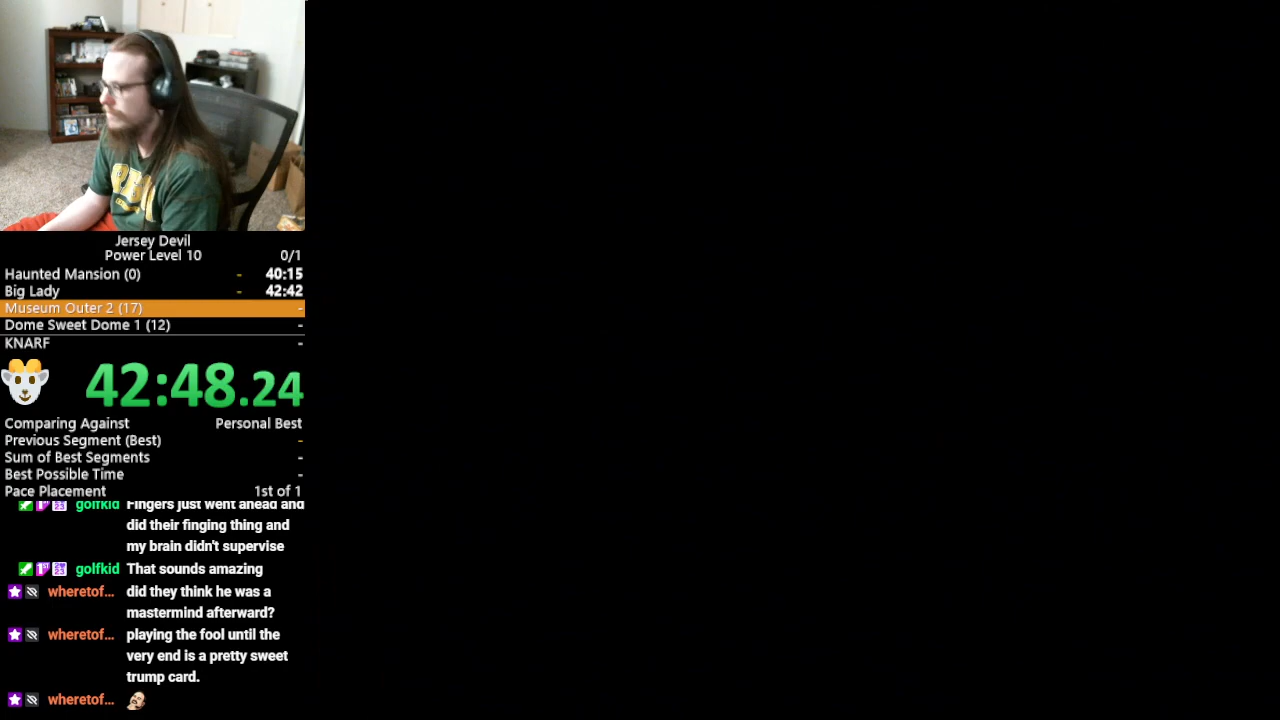 Jersey Devil
Power Level 10 0/1
Haunted Mansion (0) - 40:15
Big Lady - 42:42
Museum Outer 2 (17) -
Dome Sweet Dome 1 (12) -
KNARF -
42:48.24
Comparing Against Personal Best
Previous Segment (Best) -
Sum of Best Segments -
Best Possible Time -
Pace Placement 1st of 1
golfkid Fingers just went ahead and
did their finging thing and
my brain didn't supervise
golfkid That sounds amazing
wheretof... did they think he was a
mastermind afterward?
wheretof... playing the fool until the
very end is a pretty sweet
trump card.
wheretof...